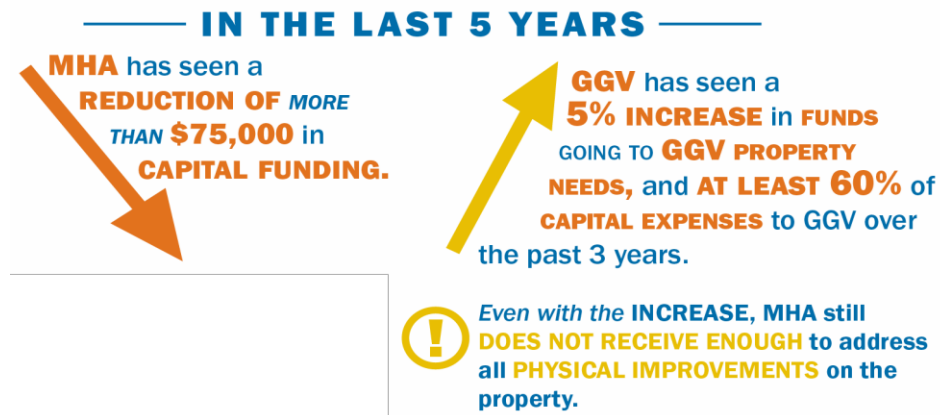 IN THE LAST 5 YEARS
MHA has seen a
REDUCTION OF MORE
THAN $75,000 in
CAPITAL FUNDING.
GGV has seen a
5% INCREASE in FUNDS
GOING TO GGV PROPERTY
NEEDS, and AT LEAST 60% of
CAPITAL EXPENSES to GGV over
the past 3 years.
!
Even with the INCREASE, MHA still
DOES NOT RECEIVE ENOUGH to address
all PHYSICAL IMPROVEMENTS on the
property.